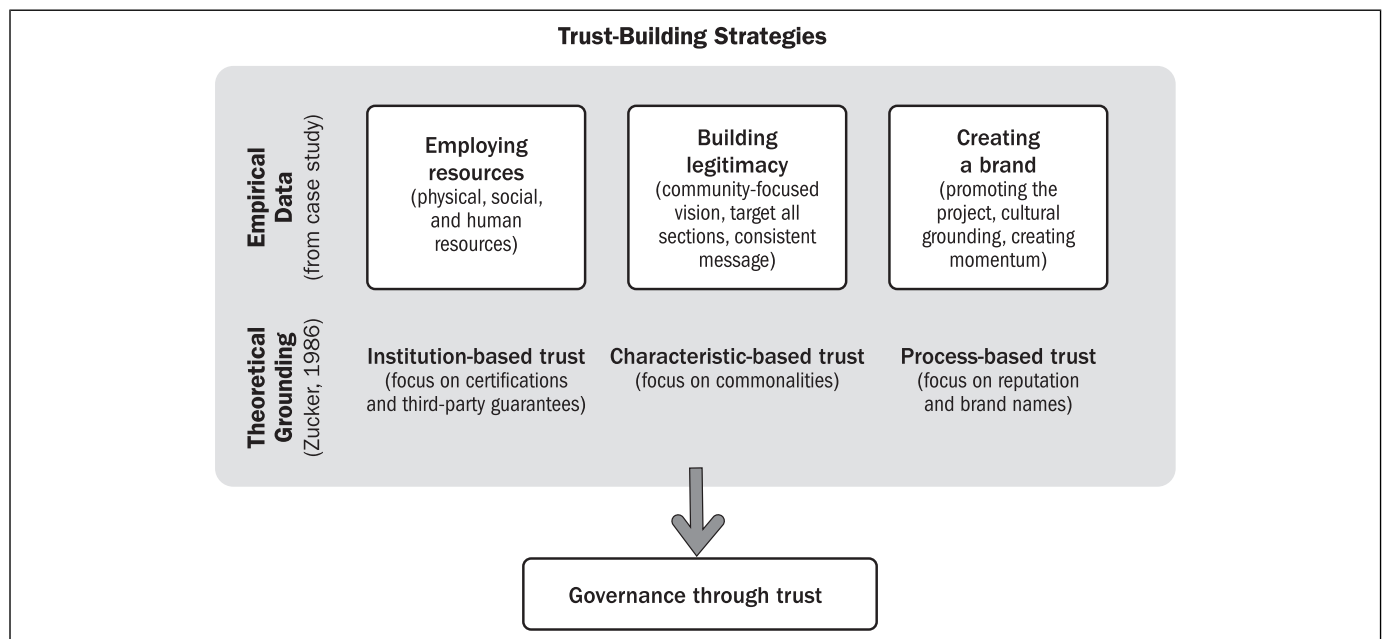 Trust-Building Strategies
Empirical
Data
(from case study)
Employing
resources
(physical, social,
and human
resources)
Building
legitimacy
(community-focused
vision, target all
sections, consistent
message)
Creating
a brand
(promoting the
project, cultural
grounding, creating
momentum)
Theoretical
Grounding
(Zucker, 1986)
Institution-based trust
(focus on certifications
and third-party guarantees)
Characteristic-based trust
(focus on commonalities)
Process-based trust
(focus on reputation
and brand names)
Governance through trust